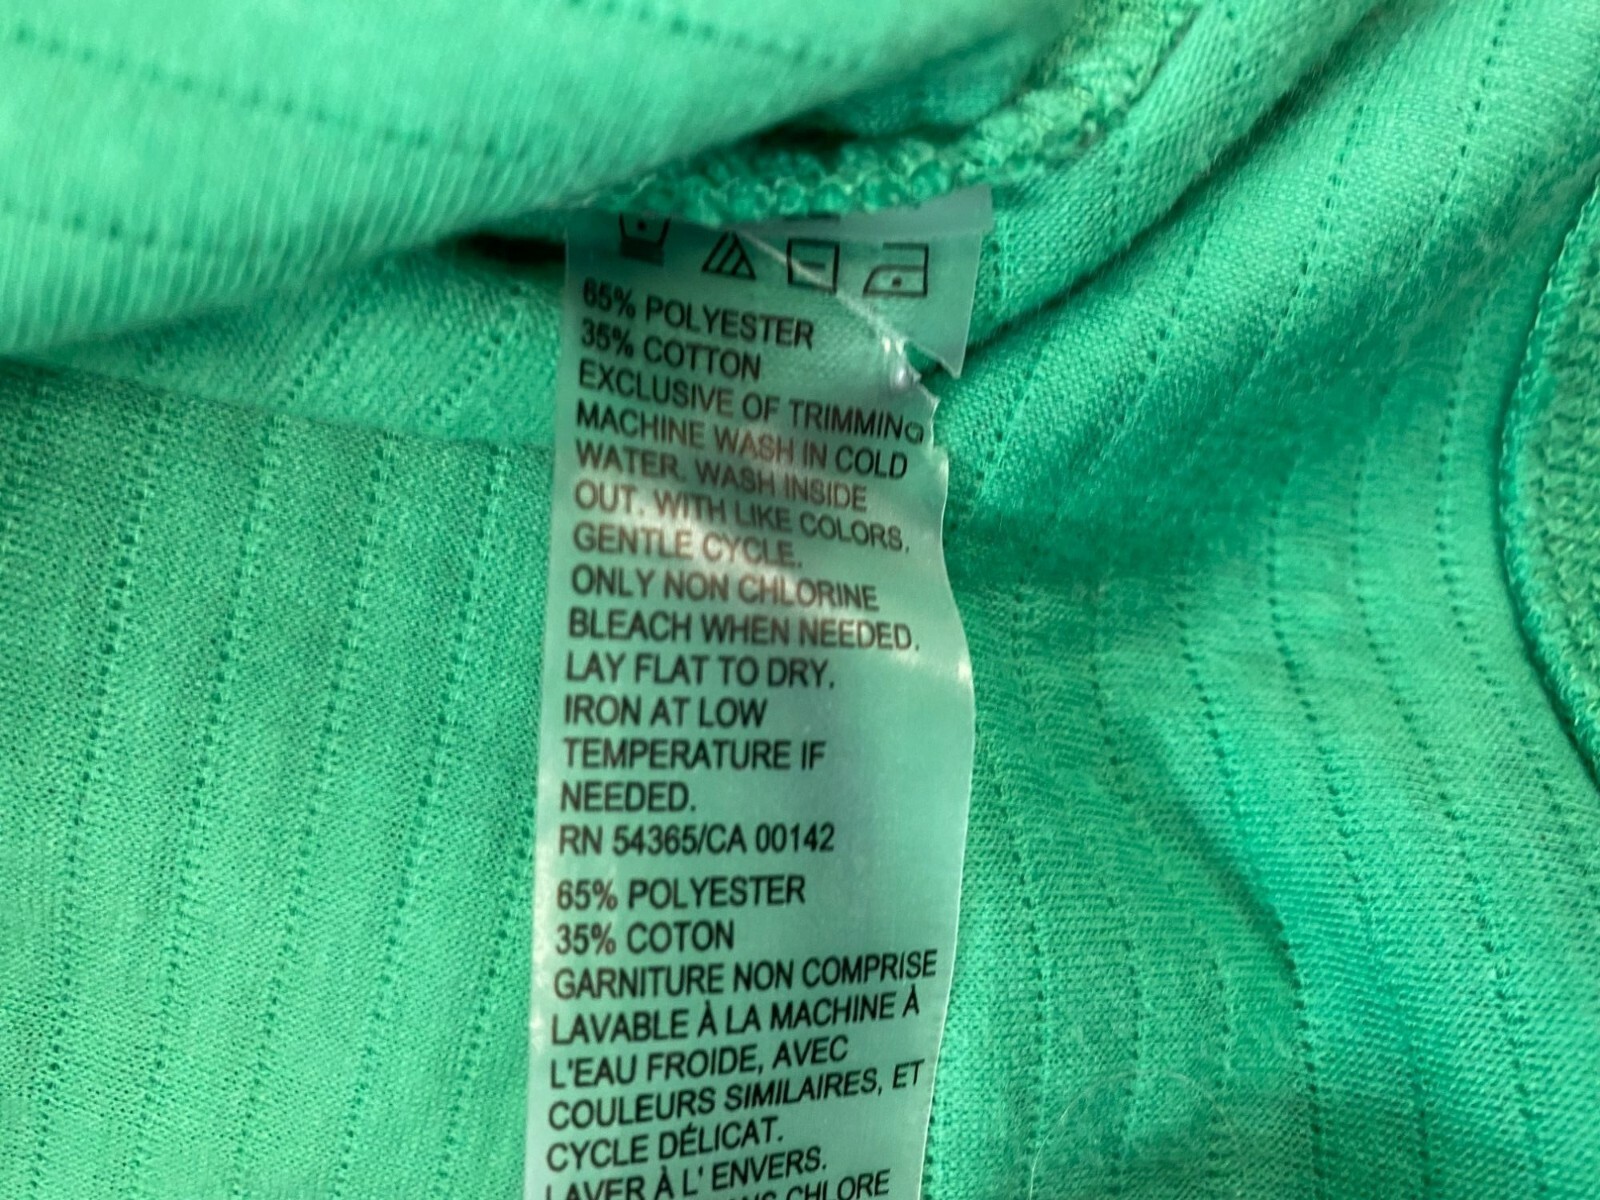 65% POLYESTER
35% COTTON
EXCLUSIVE OF TRIMMING
MACHINE WASH IN COLD
WATER. WASH INSIDE
OUT. WITH LIKE COLORS.
GENTLE CYCLE.
ONLY NON CHLORINE
BLEACH WHEN NEEDED.
LAY FLAT TO DRY.
IRON AT LOW
TEMPERATURE IF
NEEDED.
RN 54365/CA 00142
65% POLYESTER
35% COTON
GARNITURE NON COMPRISE
LAVABLE À LA MACHINE À
L'EAU FROIDE, AVEC
COULEURS SIMILAIRES, ET
CYCLE DÉLICAT.
LAVER À L' ENVERS.
CHLORE